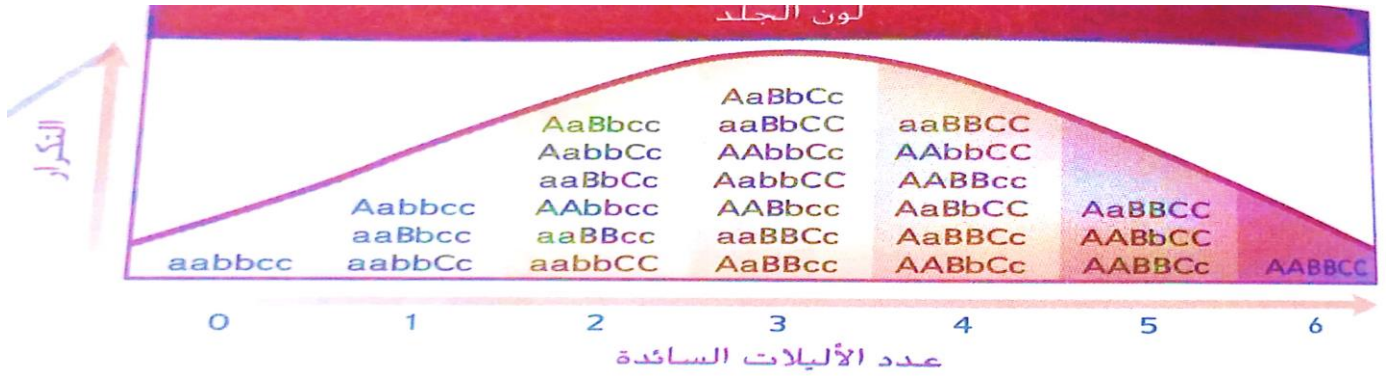 لون الجلد
التكرار
AaBbCc
AaBbcc aaBbCC aaBBCC
AabbCc AAbbCc AAbbCC
aaBbCc AabbCC AABBcc
Aabbcc AAbbcc AABbcc AaBbCC AaBBCC
aaBbcc aaBBcc aaBBCc AaBBCc AABbCC
aabbcc aabbCc aabbCC AaBBcc AABbCc AABBCc AABBCC
0 1 2 3 4 5 6
عدد الأليلات السائدة